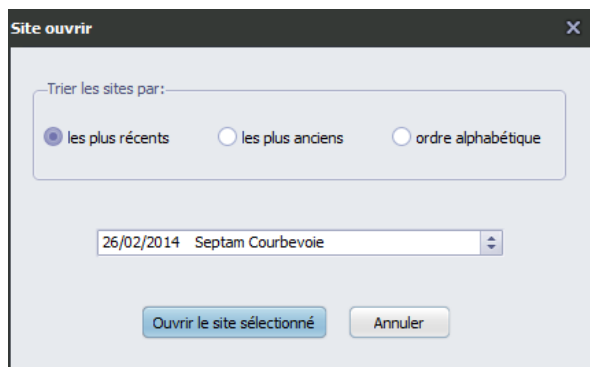 Site ouvrir
Trier les sites par:
les plus récents les plus anciens ordre alphabétique
26/02/2014 Septam Courbevoie
Ouvrir le site sélectionné Annuler